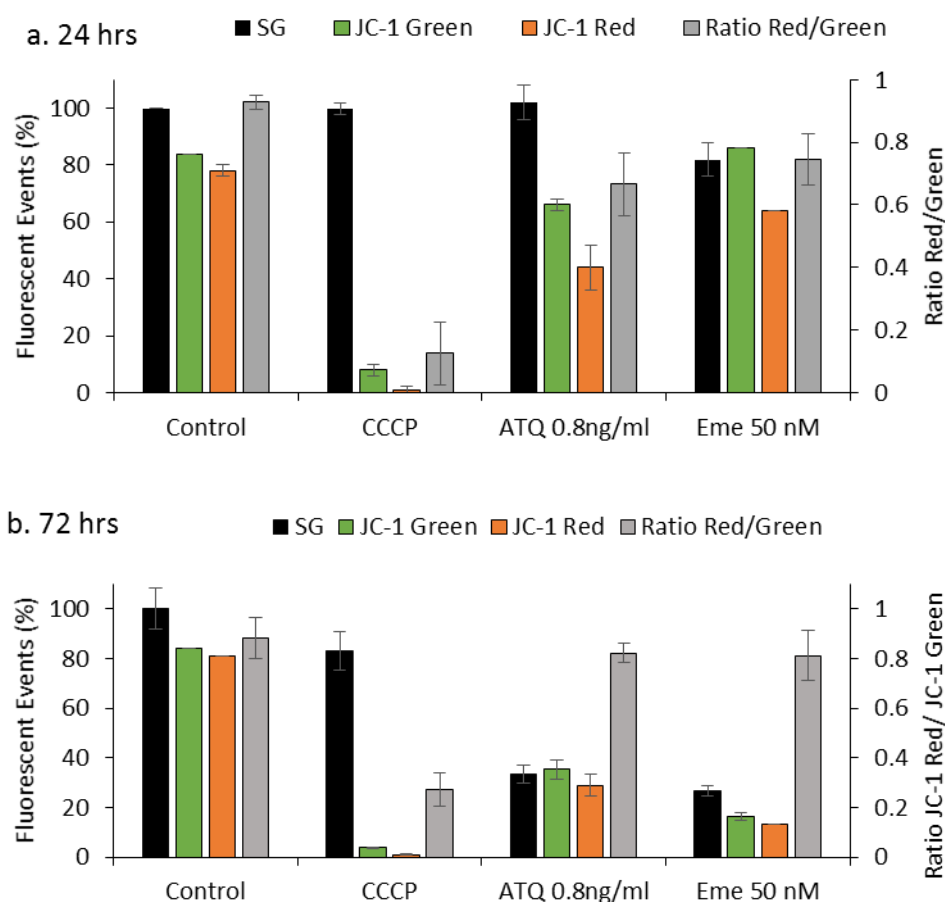 a. 24 hrs
SG JC-1 Green JC-1 Red Ratio Red/Green
Fluorescent Events (%)
100
80
60
40
20
0
1
0.8
0.6
0.4
0.2
0
Ratio Red/Green
Control CCCP ATQ 0.8ng/ml Eme 50 nM
b. 72 hrs
SG JC-1 Green JC-1 Red Ratio Red/Green
Fluorescent Events (%)
100
80
60
40
20
0
1
0.8
0.6
0.4
0.2
0
Ratio JC-1 Red/ JC-1 Green
Control CCCP ATQ 0.8ng/ml Eme 50 nM